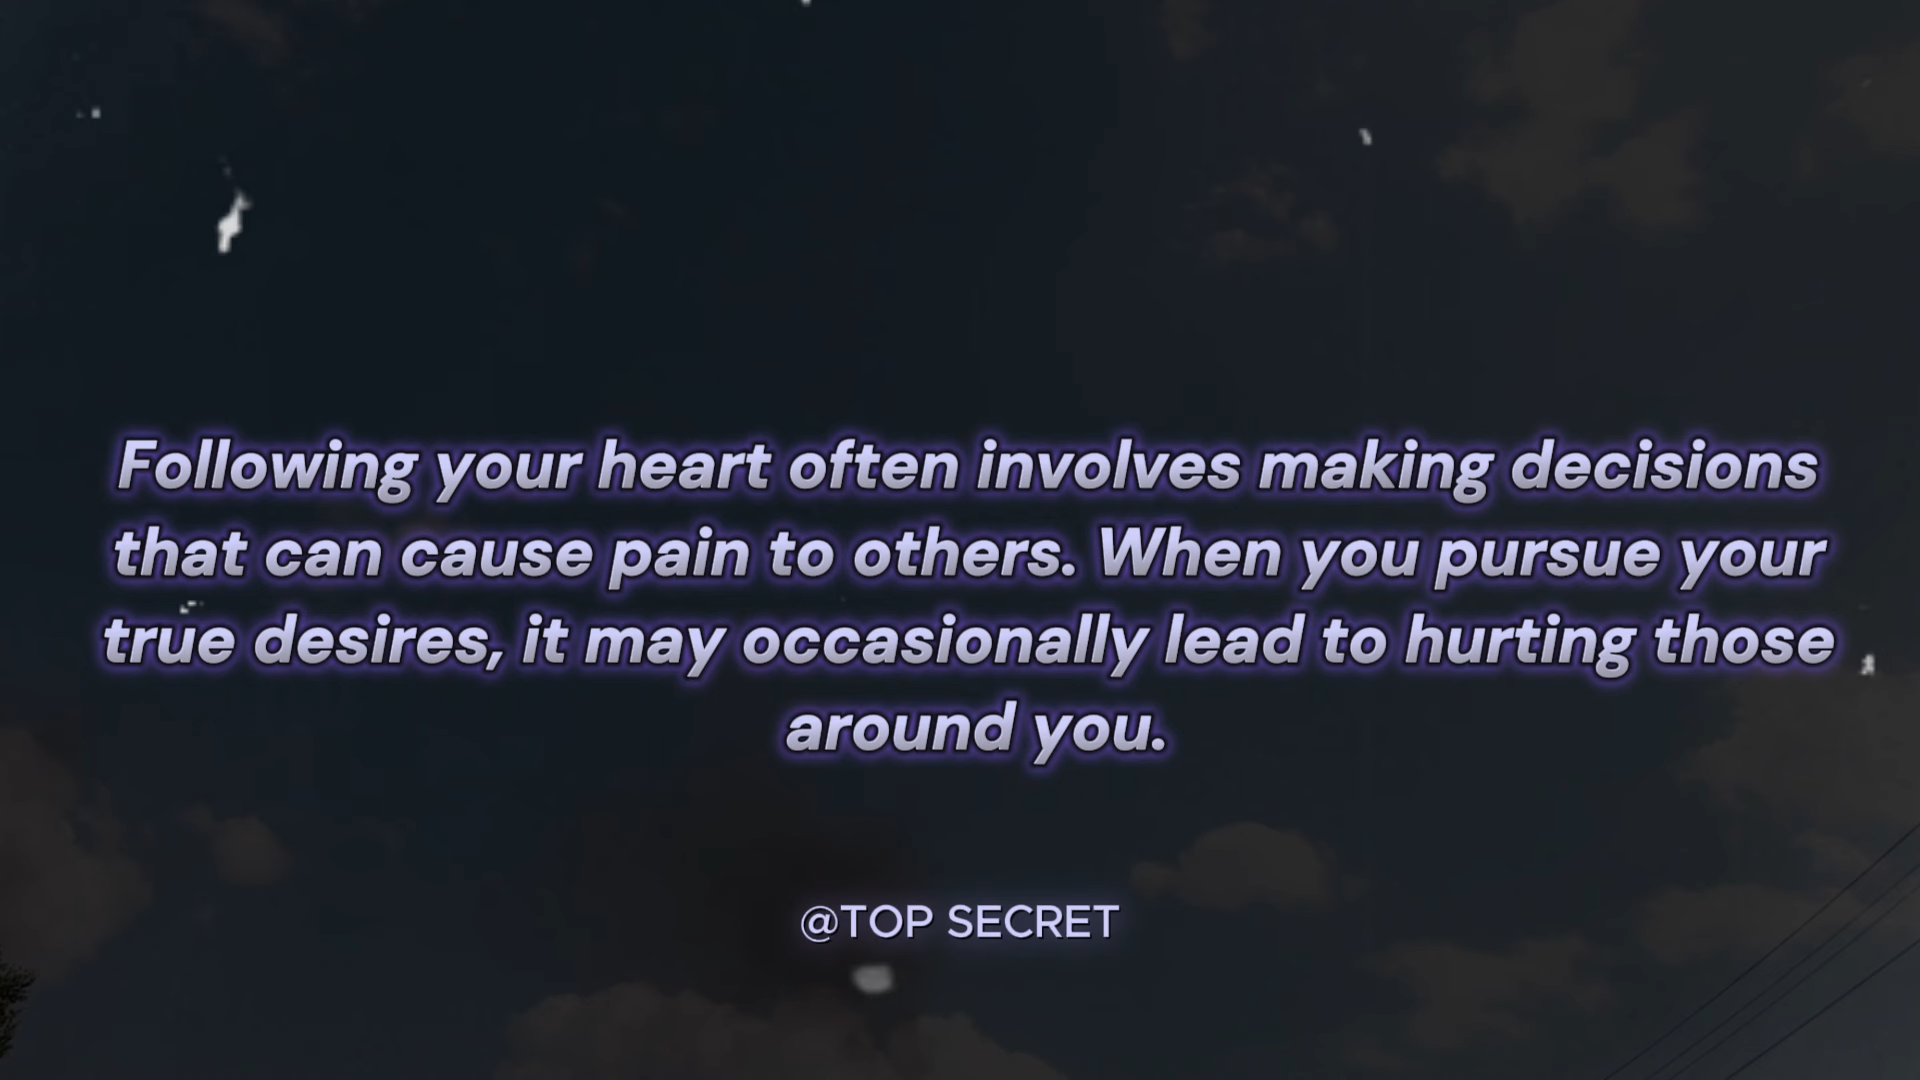 Following your heart often involves making decisions
that can cause pain to others. When you pursue your
true desires, it may occasionally lead to hurting those
around you.
@TOP SECRET